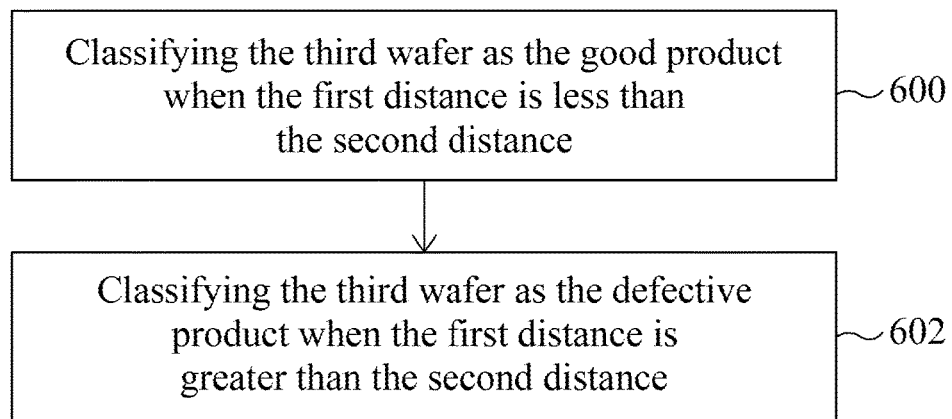 Classifying the third wafer as the good product
when the first distance is less than
the second distance
600
Classifying the third wafer as the defective
product when the first distance is
greater than the second distance
602